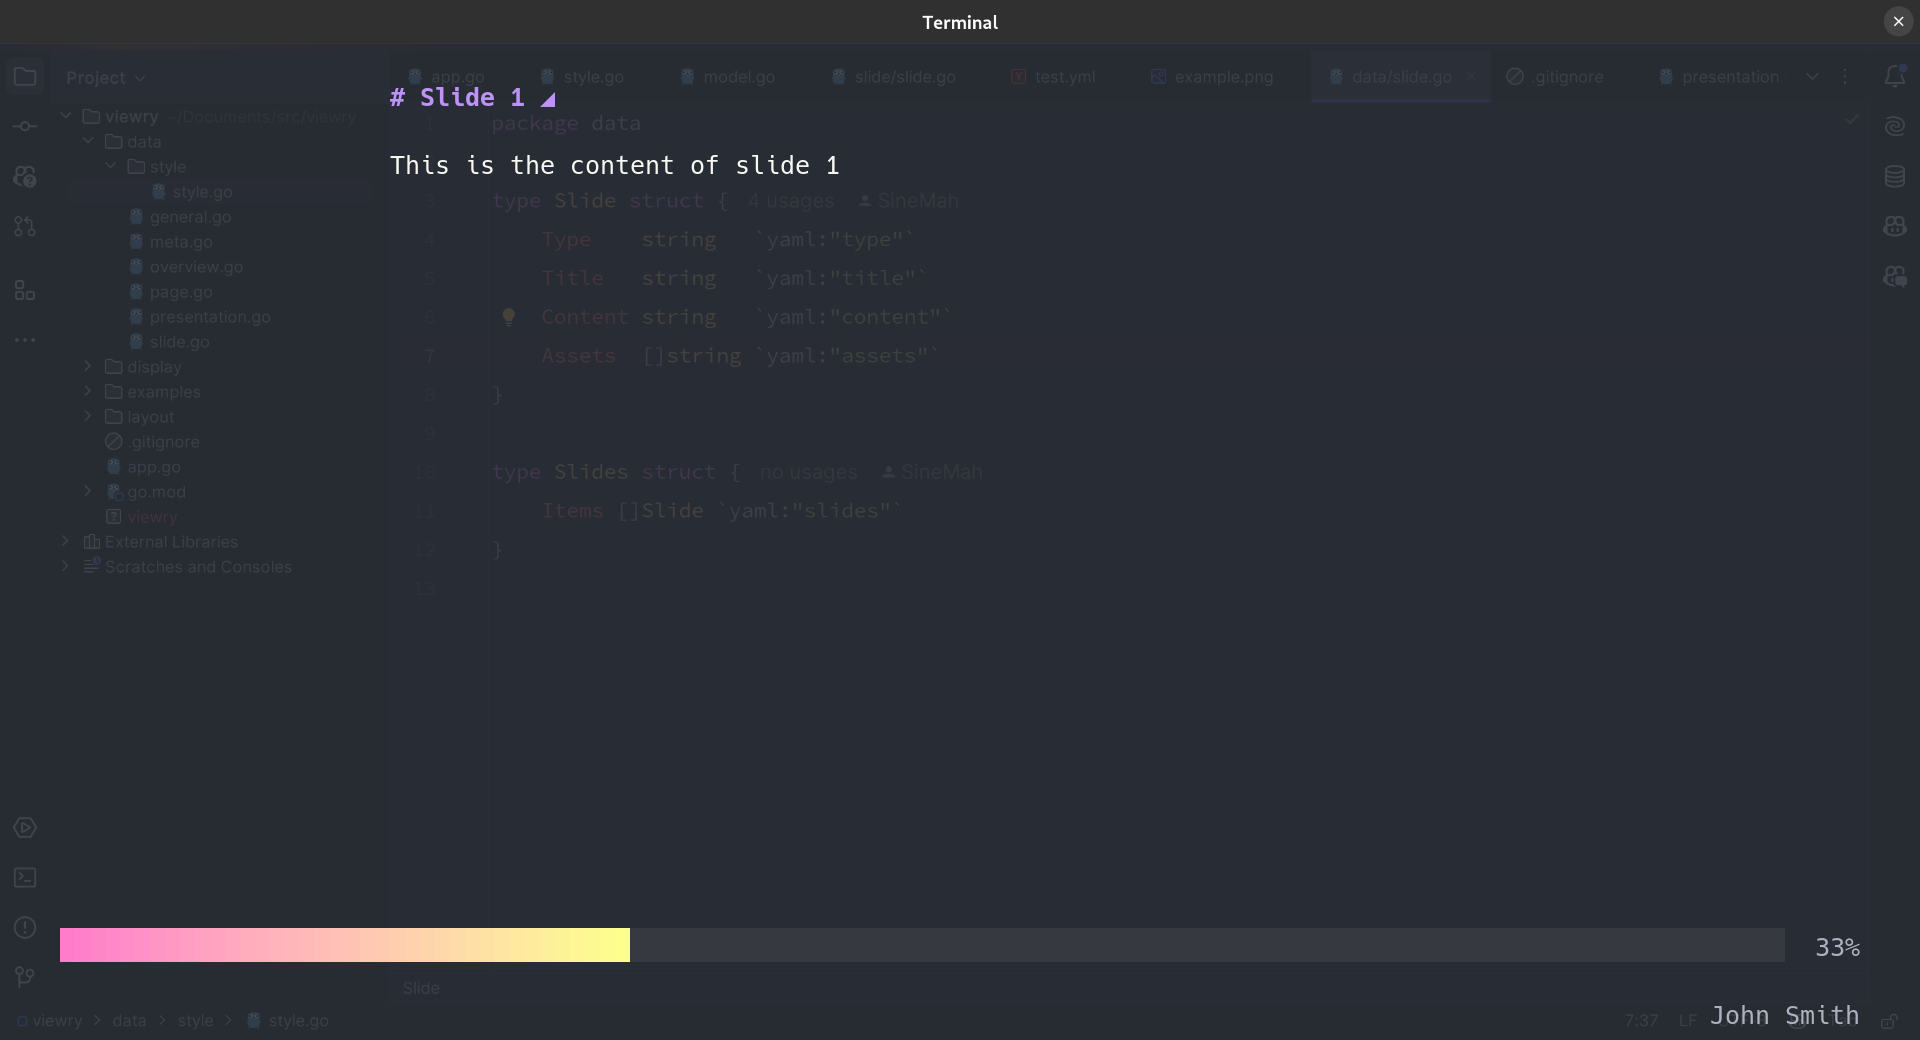 Terminal
Project
app.go
style.go
model.go
slide/slide.go
test.yml
example.png
data/slide.go
.gitignore
presentation
# Slide 1
This is the content of slide 1
viewry ~/Documents/src/viewry
data
style
style.go
general.go
meta.go
overview.go
page.go
presentation.go
slide.go
display
examples
layout
.gitignore
app.go
go.mod
viewry
External Libraries
Scratches and Consoles
1 package data
3 type Slide struct { 4 usages SineMah
4 Type string `yaml:"type"`
5 Title string `yaml:"title"`
6 Content string `yaml:"content"`
7 Assets []string `yaml:"assets"`
8 }
9
10 type Slides struct { no usages SineMah
11 Items []Slide `yaml:"slides"`
12 }
13
33%
Slide
John Smith
viewry > data > style > style.go
7:37 LF